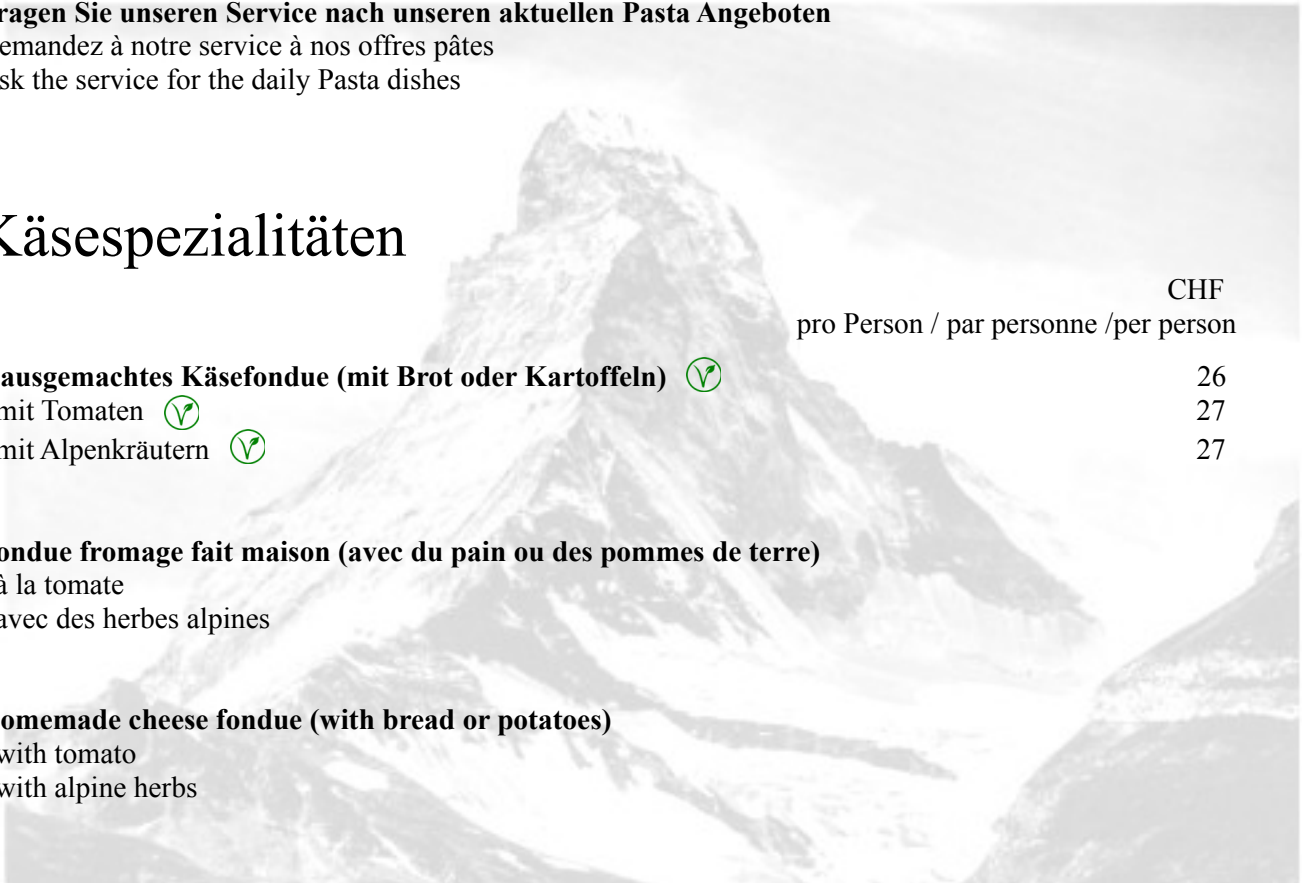 ragen Sie unseren Service nach unseren aktuellen Pasta Angeboten
emandez à notre service à nos offres pâtes
sk the service for the daily Pasta dishes
Käsespezialitäten
CHF
pro Person / par personne /per person
ausgemachtes Käsefondue (mit Brot oder Kartoffeln) 26
mit Tomaten 27
mit Alpenkräutern 27
ondue fromage fait maison (avec du pain ou des pommes de terre)
à la tomate
avec des herbes alpines
omemade cheese fondue (with bread or potatoes)
with tomato
with alpine herbs